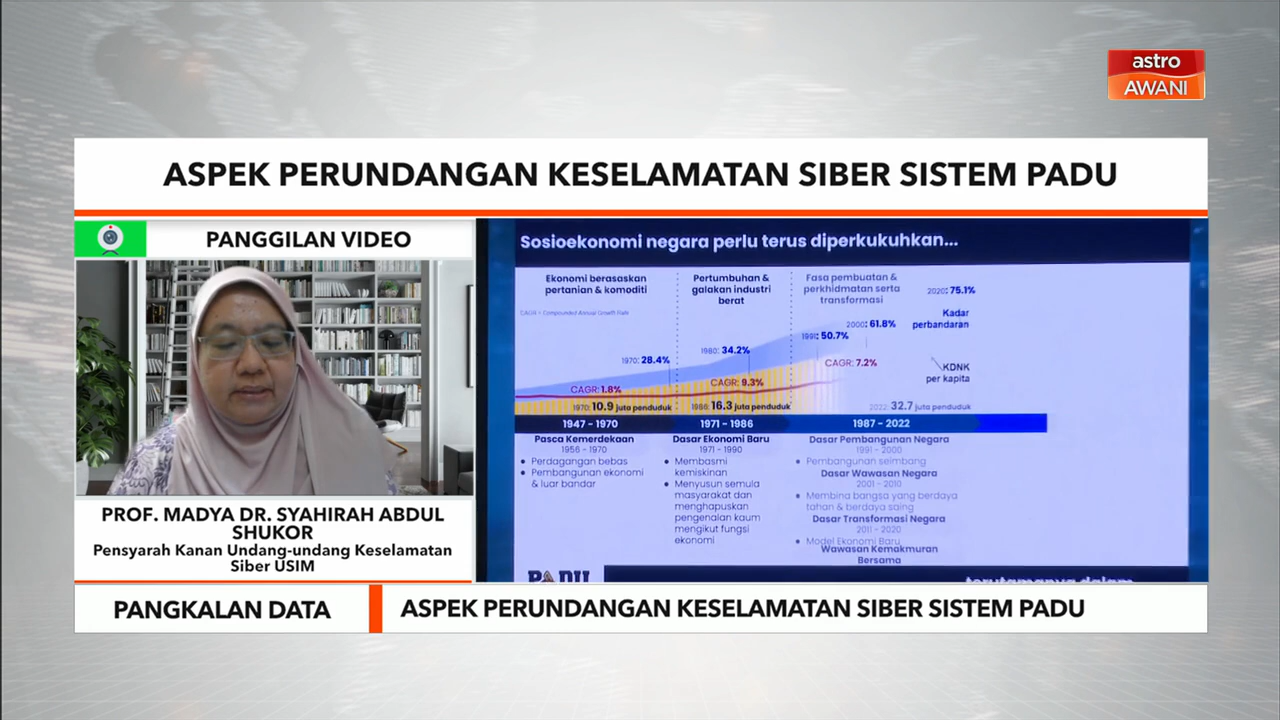 astro
AWANI
ASPEK PERUNDANGAN KESELAMATAN SIBER SISTEM PADU
PANGGILAN VIDEO
PROF. MADYA DR. SYAHIRAH ABDUL
SHUKOR
Pensyarah Kanan Undang-undang Keselamatan
Siber USIM
Sosioekonomi negara perlu terus diperkukuhkan...
Ekonomi berasaskan
pertanian & komoditi
Pertumbuhan &
galakan industri
berat
Fasa pembuatan &
perkhidmatan serta
transformasi
CAGR = Compounded Annual Growth Rate
1970: 28.4%
1980: 34.2%
1991: 50.7%
2000: 61.8%
2020: 75.1%
Kadar
perbandaran
CAGR: 1.8%
CAGR: 9.3%
CAGR: 7.2%
KDNK
per kapita
1970: 10.9 juta penduduk
1986: 16.3 juta penduduk
2022: 32.7 juta penduduk
1947 - 1970
1971 - 1986
1987 - 2022
Pasca Kemerdekaan
1956 - 1970
• Perdagangan bebas
• Pembangunan ekonomi
& luar bandar
Dasar Ekonomi Baru
1971 - 1990
• Membasmi
kemiskinan
• Menyusun semula
masyarakat dan
menghapuskan
pengenalan kaum
mengikut fungsi
ekonomi
Dasar Pembangunan Negara
1991 - 2000
• Pembangunan seimbang
Dasar Wawasan Negara
2001 - 2010
• Membina bangsa yang berdaya
tahan & berdaya saing
Dasar Transformasi Negara
2011 - 2020
• Model Ekonomi Baru
Wawasan Kemakmuran
Bersama
PADU
terutamanya dalam
PANGKALAN DATA
ASPEK PERUNDANGAN KESELAMATAN SIBER SISTEM PADU